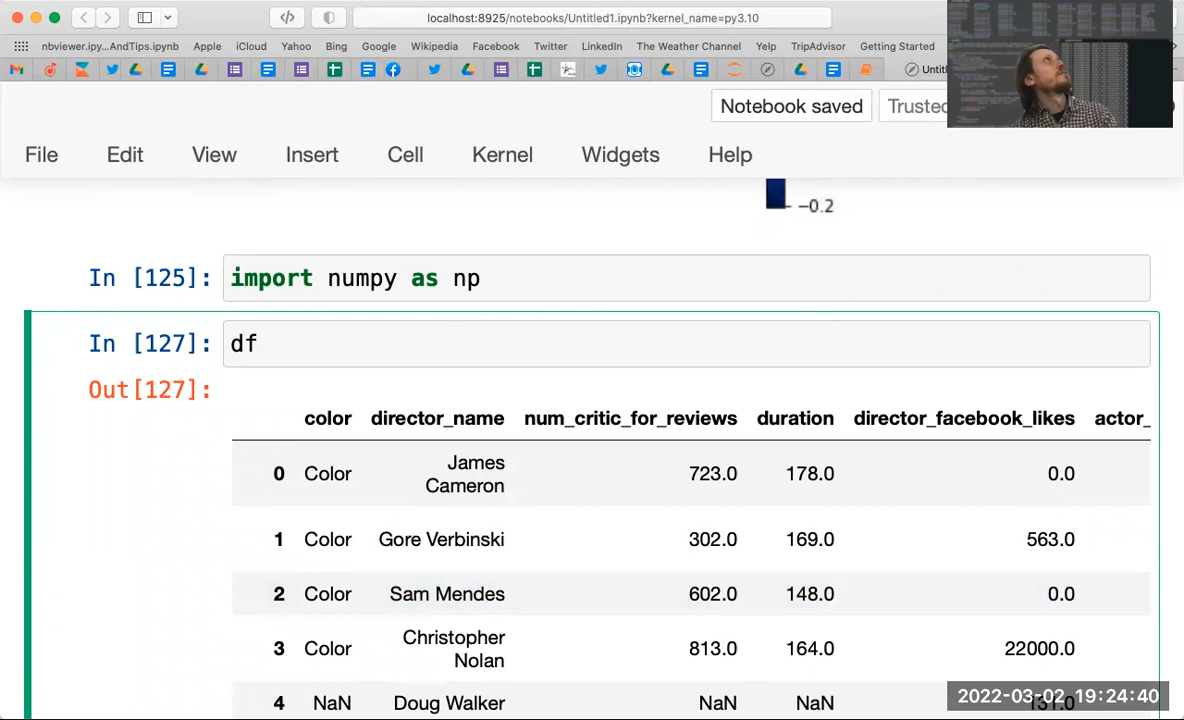 localhost:8925/notebooks/Untitled1.ipynb?kernel_name=py3.10
nbviewer.ipy...AndTips.ipynb Apple iCloud Yahoo Bing Google Wikipedia Facebook Twitter LinkedIn The Weather Channel Yelp TripAdvisor Getting Started
Notebook saved Trusted
File Edit View Insert Cell Kernel Widgets Help
−0.2
In [125]: import numpy as np
In [127]: df
Out[127]:
color director_name num_critic_for_reviews duration director_facebook_likes actor_
0 Color James Cameron 723.0 178.0 0.0
1 Color Gore Verbinski 302.0 169.0 563.0
2 Color Sam Mendes 602.0 148.0 0.0
3 Color Christopher Nolan 813.0 164.0 22000.0
4 NaN Doug Walker NaN NaN 131.0
2022-03-02 19:24:40